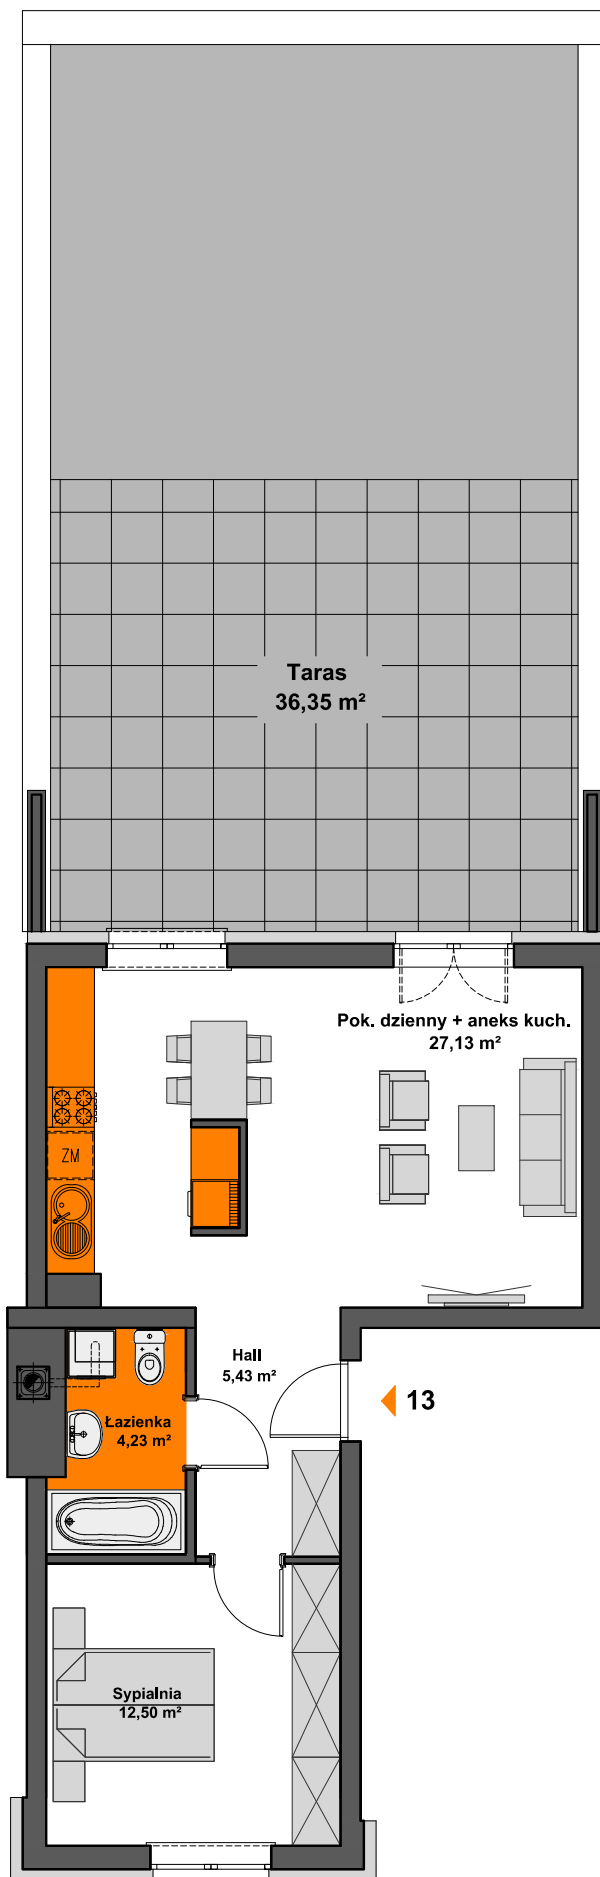 Taras
36,35 m²
Pok. dzienny + aneks kuch.
27,13 m²
ZM
Hall
5,43 m²
13
Łazienka
4,23 m²
Sypialnia
12,50 m²